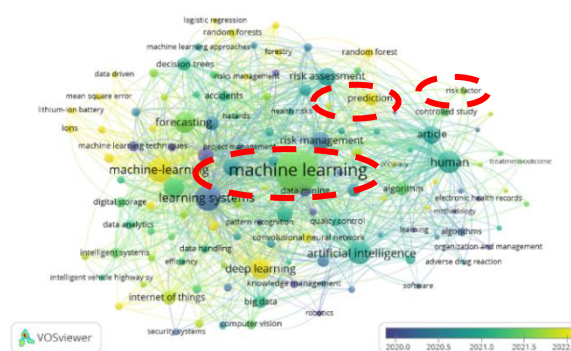 logistic regression
random forests
machine learning approaches
forestry
random forest
decision trees
data driven
risks management
risk assessment
mean square error
accidents
health risks
prediction
risk factor
lithium-ion battery
hazards
controlled study
ions
forecasting
article
machine learning techniques
project management
risk management
human
treatment outcome
machine-learning
machine learning
accuracy
data mining
algorithm
digital storage
learning systems
electronic health records
methodology
data analytics
pattern recognition
quality control
learning
algorithms
convolutional neural network
organization and management
intelligent systems
data handling
artificial intelligence
adverse drug reaction
efficiency
deep learning
intelligent vehicle highway sy
knowledge management
software
internet of things
big data
robotics
security systems
computer vision
VOSviewer
2020.0 2020.5 2021.0 2021.5 2022.